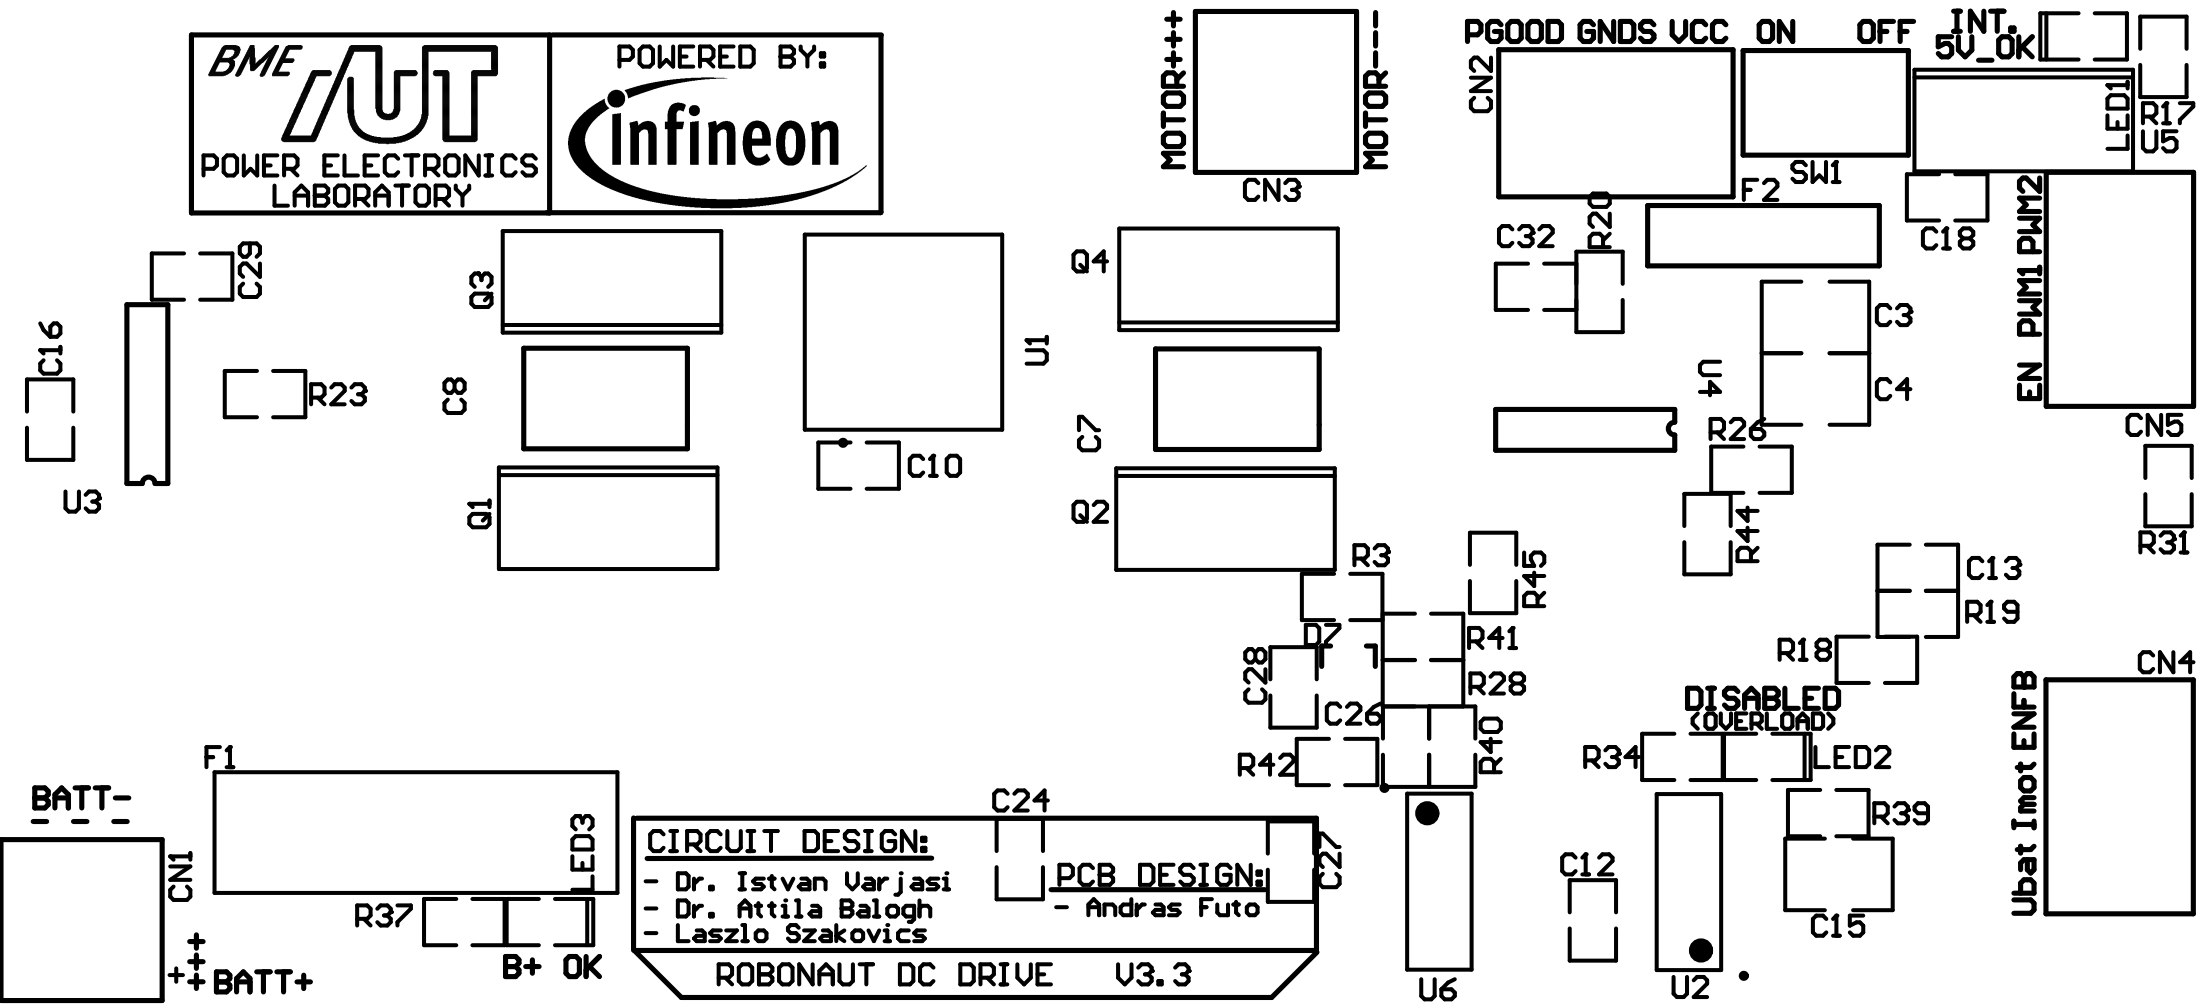 BME IUT
POWER ELECTRONICS
LABORATORY
POWERED BY:
infineon
MOTOR+++
MOTOR---
CN3
PGOOD GNDS VCC
ON OFF
INT.
5V_OK
CN2
SW1
LED1
R17
U5
F2
R20
C32
C18
EN PWM1 PWM2
CN5
C29
C16
U3
R23
Q3
C8
Q1
U1
C10
Q4
C7
Q2
C3
C4
U4
R26
R44
R31
R3
R45
D7
R41
R28
C28
C26
R42
R40
C13
R19
R18
CN4
Ubat Imot ENFB
DISABLED
(OVERLOAD)
R34
LED2
R39
C15
C12
U2
U6
F1
BATT-
- - -
CN1
LED3
R37
B+ OK
+++
+BATT+
C24
C27
CIRCUIT DESIGN:
- Dr. Istvan Varjasi
- Dr. Attila Balogh
- Laszlo Szakovics
PCB DESIGN:
- Andras Futo
ROBONAUT DC DRIVE V3.3